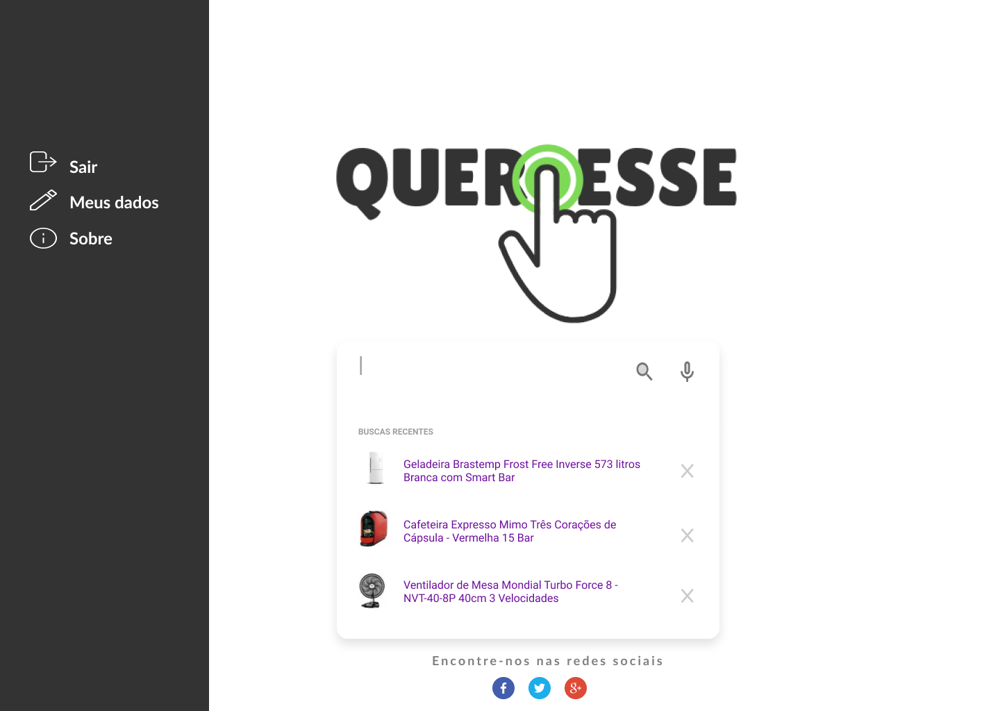 Sair
Meus dados
Sobre
QUERO ESSE
BUSCAS RECENTES
Geladeira Brastemp Frost Free Inverse 573 litros
Branca com Smart Bar
Cafeteira Expresso Mimo Três Corações de
Cápsula - Vermelha 15 Bar
Ventilador de Mesa Mondial Turbo Force 8 -
NVT-40-8P 40cm 3 Velocidades
Encontre-nos nas redes sociais